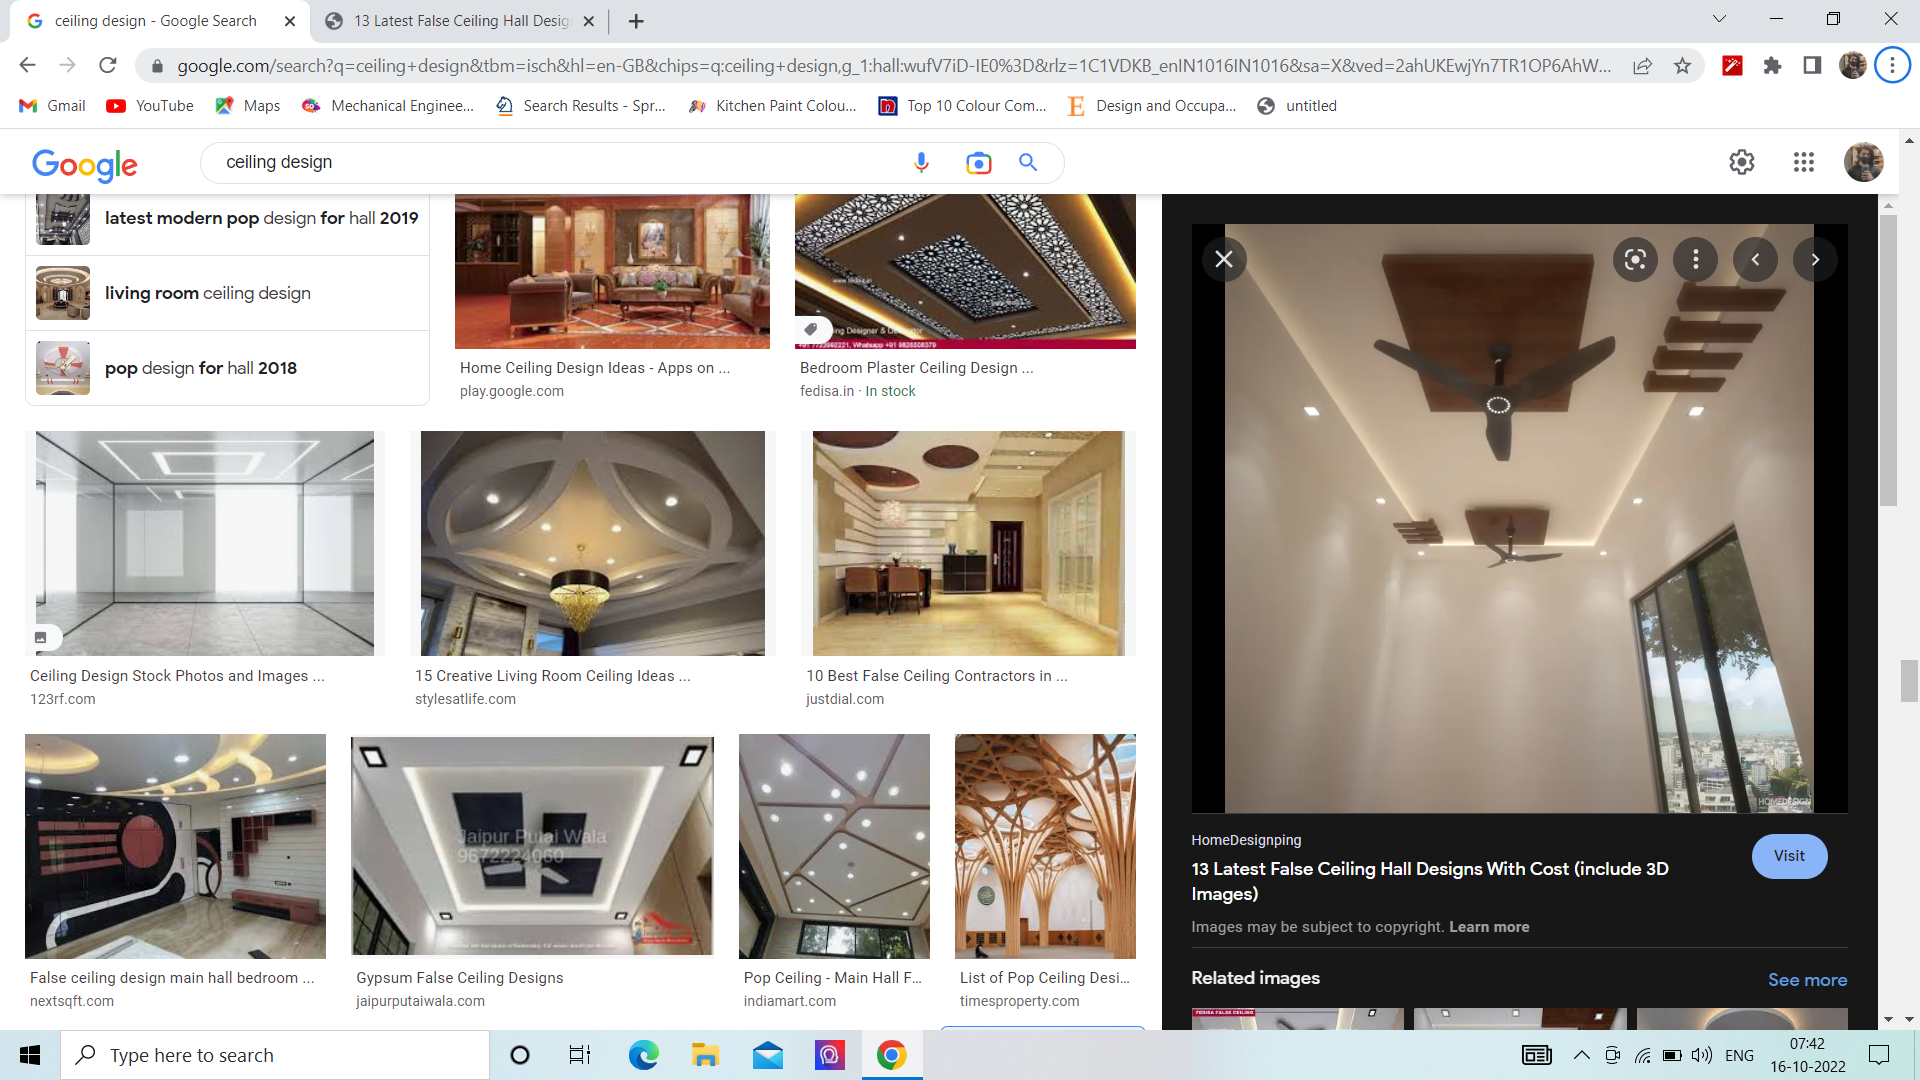 ceiling design - Google Search
13 Latest False Ceiling Hall Desig
google.com/search?q=ceiling+design&tbm=isch&hl=en-GB&chips=q:ceiling+design,g_1:hall:wufV7iD-IE0%3D&rlz=1C1VDKB_enIN1016IN1016&sa=X&ved=2ahUKEwjYn7TR1OP6AhW...
Gmail
YouTube
Maps
Mechanical Enginee...
Search Results - Spr...
Kitchen Paint Colou...
Top 10 Colour Com...
Design and Occupa...
untitled
Google
ceiling design
latest modern pop design for hall 2019
living room ceiling design
pop design for hall 2018
Home Ceiling Design Ideas - Apps on ...
play.google.com
Bedroom Plaster Ceiling Design ...
fedisa.in · In stock
Ceiling Design Stock Photos and Images ...
123rf.com
15 Creative Living Room Ceiling Ideas ...
stylesatlife.com
10 Best False Ceiling Contractors in ...
justdial.com
Jaipur Putai Wala
9672224060
False ceiling design main hall bedroom ...
nextsqft.com
Gypsum False Ceiling Designs
jaipurputaiwala.com
Pop Ceiling - Main Hall F...
indiamart.com
List of Pop Ceiling Desi...
timesproperty.com
HOMEDESIGN
HomeDesignping
13 Latest False Ceiling Hall Designs With Cost (include 3D
Images)
Visit
Images may be subject to copyright. Learn more
Related images
See more
FEDISA FALSE CEILING
Type here to search
ENG
07:42
16-10-2022